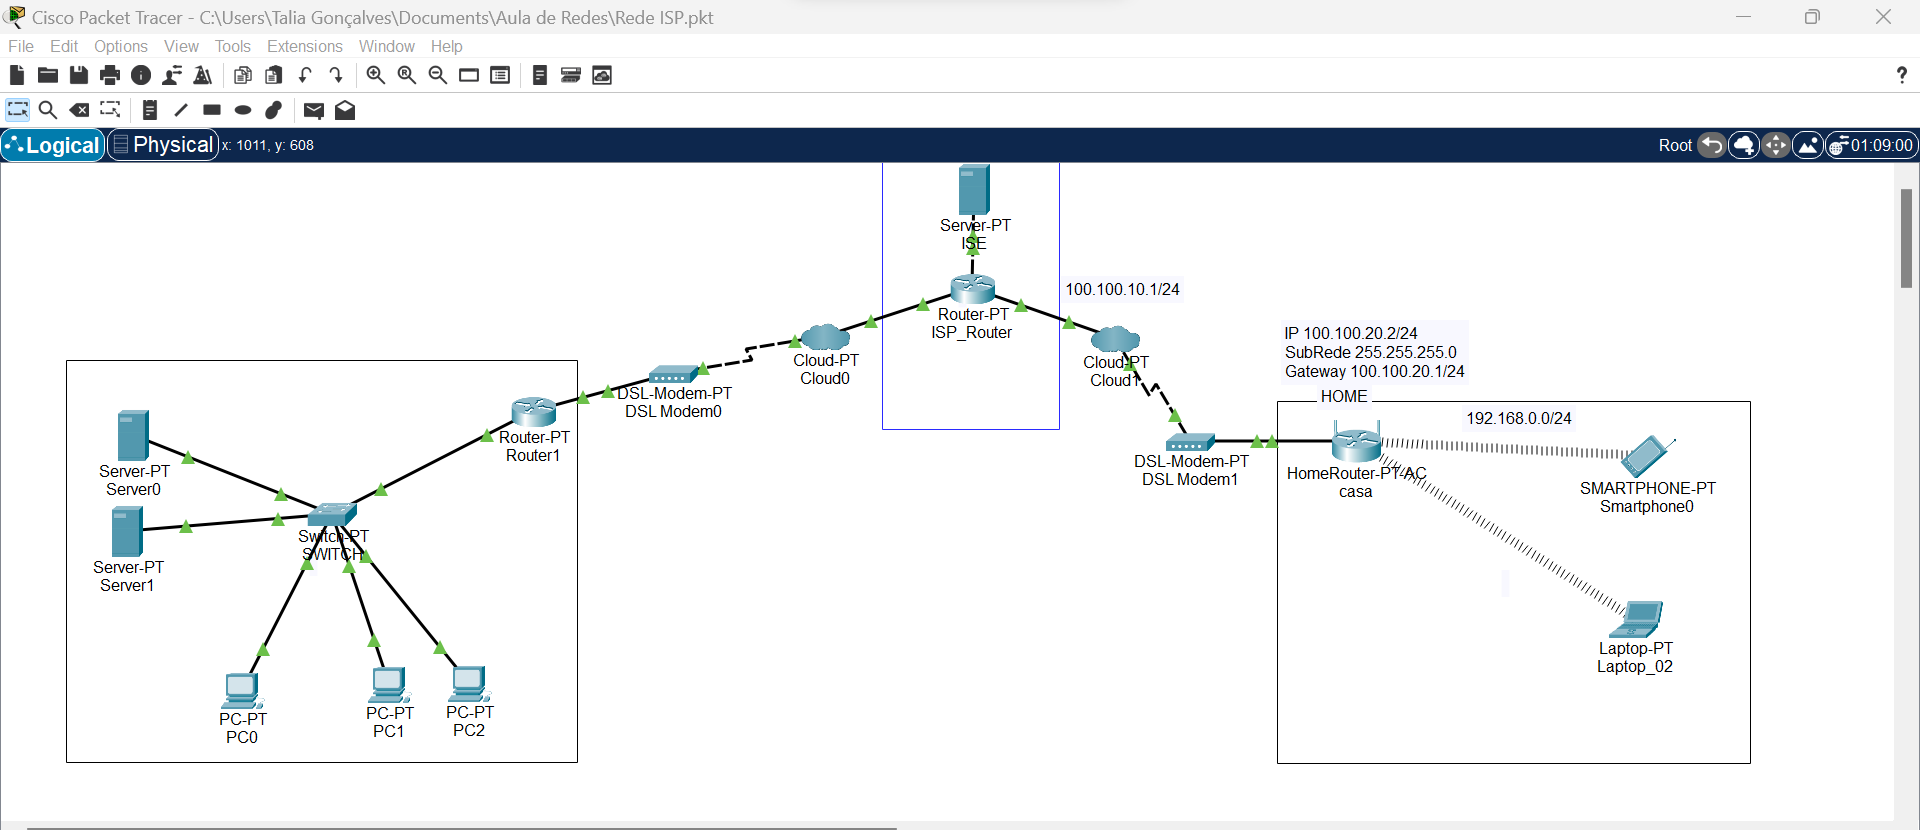 Cisco Packet Tracer - C:\Users\Talia Gonçalves\Documents\Aula de Redes\Rede ISP.pkt
File Edit Options View Tools Extensions Window Help
?
Logical Physical x: 1011, y: 608
Root 01:09:00
Server-PT
ISE
100.100.10.1/24
Router-PT
ISP_Router
IP 100.100.20.2/24
SubRede 255.255.255.0
Gateway 100.100.20.1/24
Cloud-PT
Cloud0
Cloud-PT
Cloud1
DSL-Modem-PT
DSL Modem0
HOME
192.168.0.0/24
Router-PT
Router1
DSL-Modem-PT
DSL Modem1
HomeRouter-PT-AC
casa
SMARTPHONE-PT
Smartphone0
Server-PT
Server0
Switch-PT
SWITCH
Server-PT
Server1
Laptop-PT
Laptop_02
PC-PT
PC0
PC-PT
PC1
PC-PT
PC2